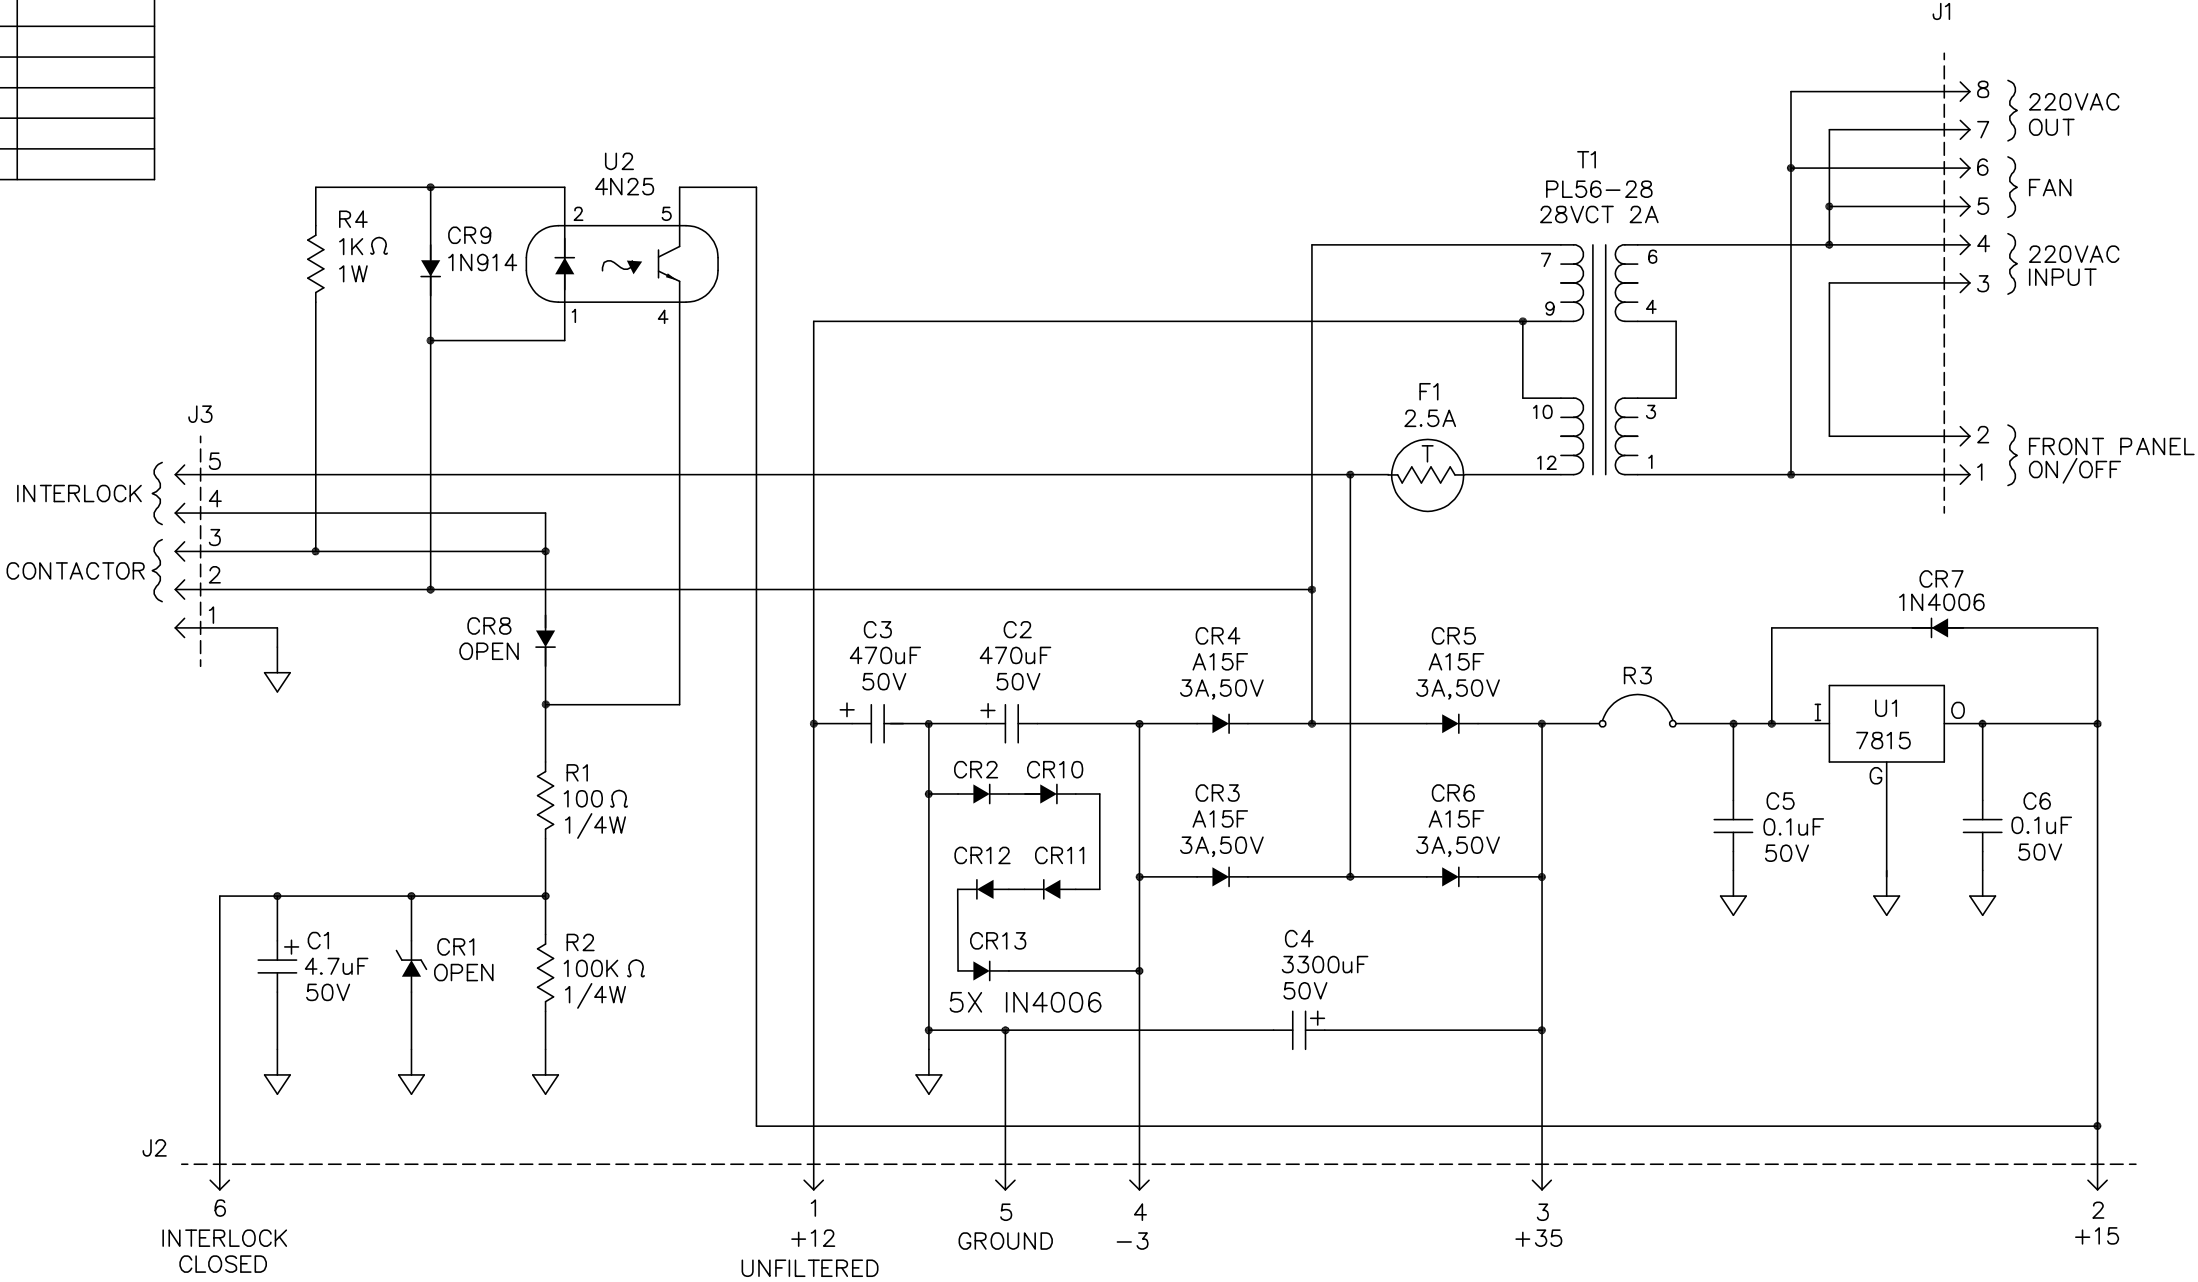 J1
8
220VAC
7
OUT
6
FAN
5
4
220VAC
INPUT
3
2
FRONT PANEL
ON/OFF
1
T1
PL56-28
28VCT 2A
7
6
9
4
10
3
12
1
F1
2.5A
T
U2
4N25
2
5
1
4
R4
1KΩ
1W
CR9
1N914
J3
INTERLOCK
5
4
CONTACTOR
3
2
1
CR8
OPEN
C3
470uF
50V
+
C2
470uF
50V
+
CR4
A15F
3A,50V
CR5
A15F
3A,50V
R3
CR7
1N4006
I
U1
7815
O
G
R1
100Ω
1/4W
CR2
CR10
CR12
CR11
CR13
5X IN4006
CR3
A15F
3A,50V
CR6
A15F
3A,50V
C5
0.1uF
50V
C6
0.1uF
50V
+
C1
4.7uF
50V
CR1
OPEN
R2
100KΩ
1/4W
C4
3300uF
50V
+
J2
6
INTERLOCK
CLOSED
1
+12
UNFILTERED
5
GROUND
4
-3
3
+35
2
+15